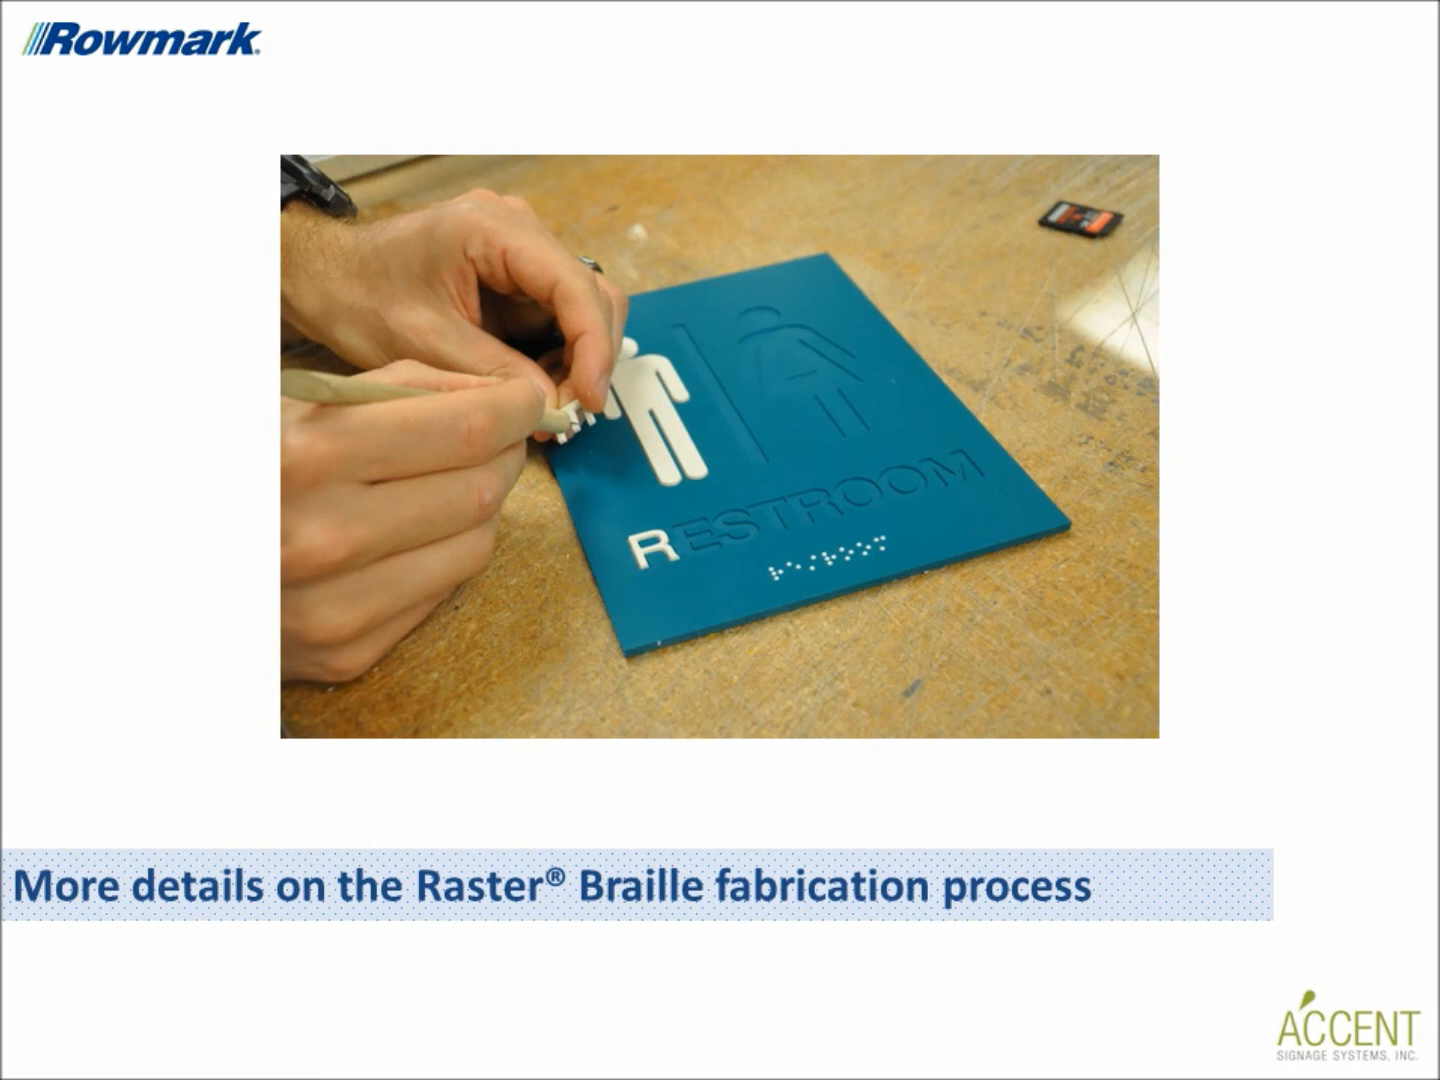 Rowmark
RESTROOM
More details on the Raster® Braille fabrication process
ACCENT
SIGNAGE SYSTEMS, INC.